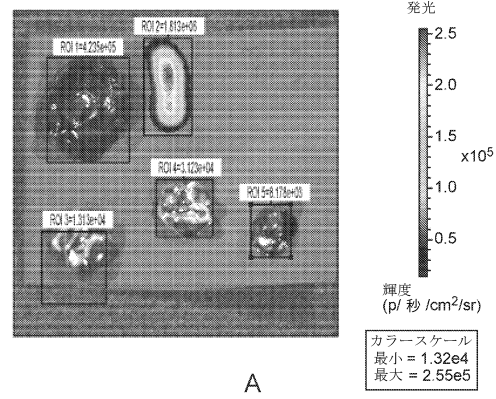 発光
ROI 2=1.813e+06
ROI 1=4.235e+05
ROI 4=3.123e+04
ROI 3=1.313e+04
2.5
2.0
1.5
x10⁵
1.0
0.5
輝度
(p/ 秒 /cm²/sr)
カラースケール
最小 = 1.32e4
最大 = 2.55e5
A